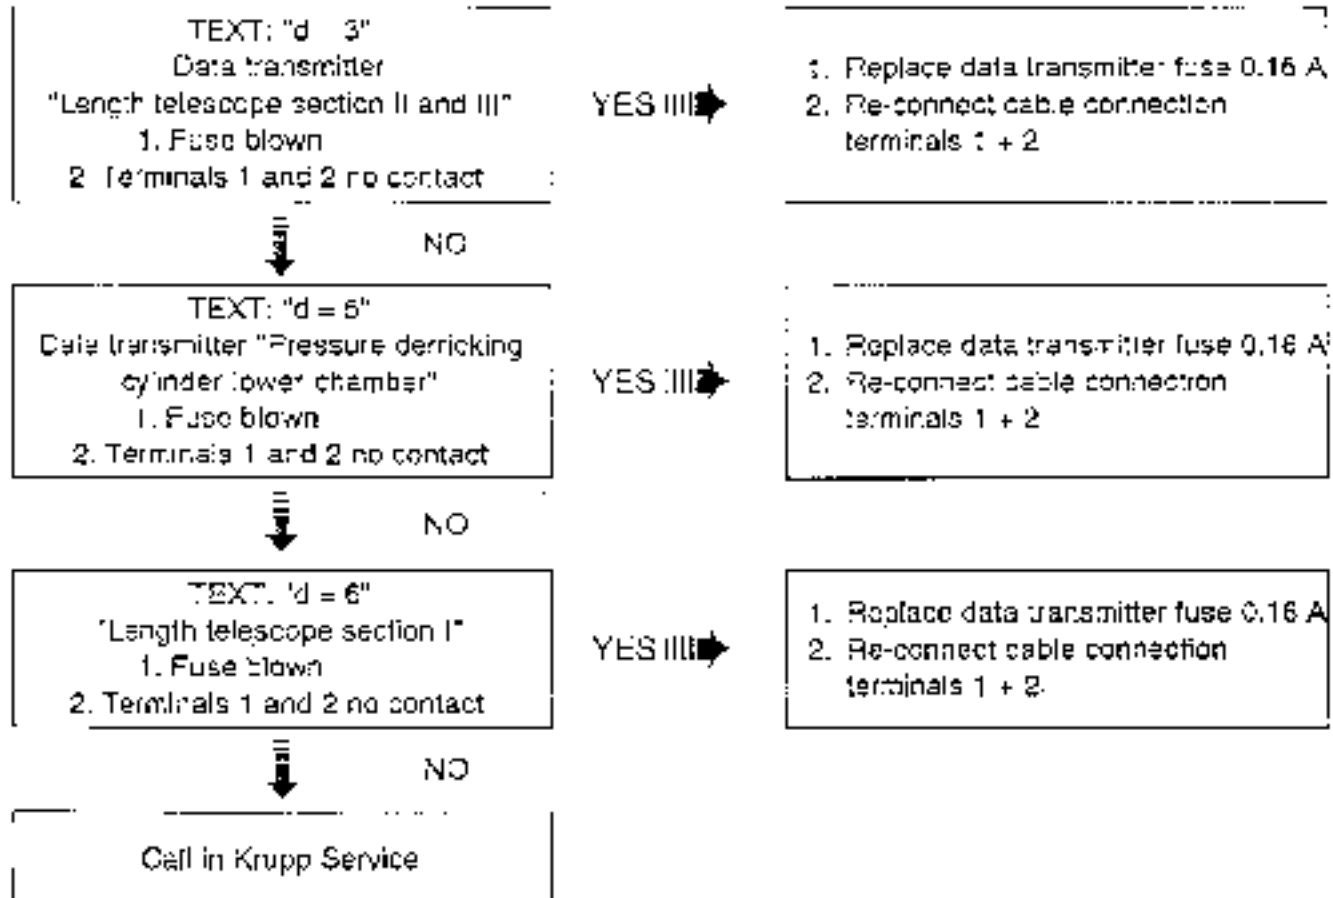 TEXT: "d = 3"
Data transmitter
"Length telescope section II and III"
1. Fuse blown
2. Terminals 1 and 2 no contact
YES
1. Replace data transmitter fuse 0.16 A
2. Re-connect cable connection
terminals 1 + 2
NO
TEXT: "d = 5"
Data transmitter "Pressure derricking
cylinder lower chamber"
1. Fuse blown
2. Terminals 1 and 2 no contact
YES
1. Replace data transmitter fuse 0.16 A
2. Re-connect cable connection
terminals 1 + 2
NO
TEXT: "d = 6"
"Length telescope section I"
1. Fuse blown
2. Terminals 1 and 2 no contact
YES
1. Replace data transmitter fuse 0.16 A
2. Re-connect cable connection
terminals 1 + 2
NO
Call in Krupp Service